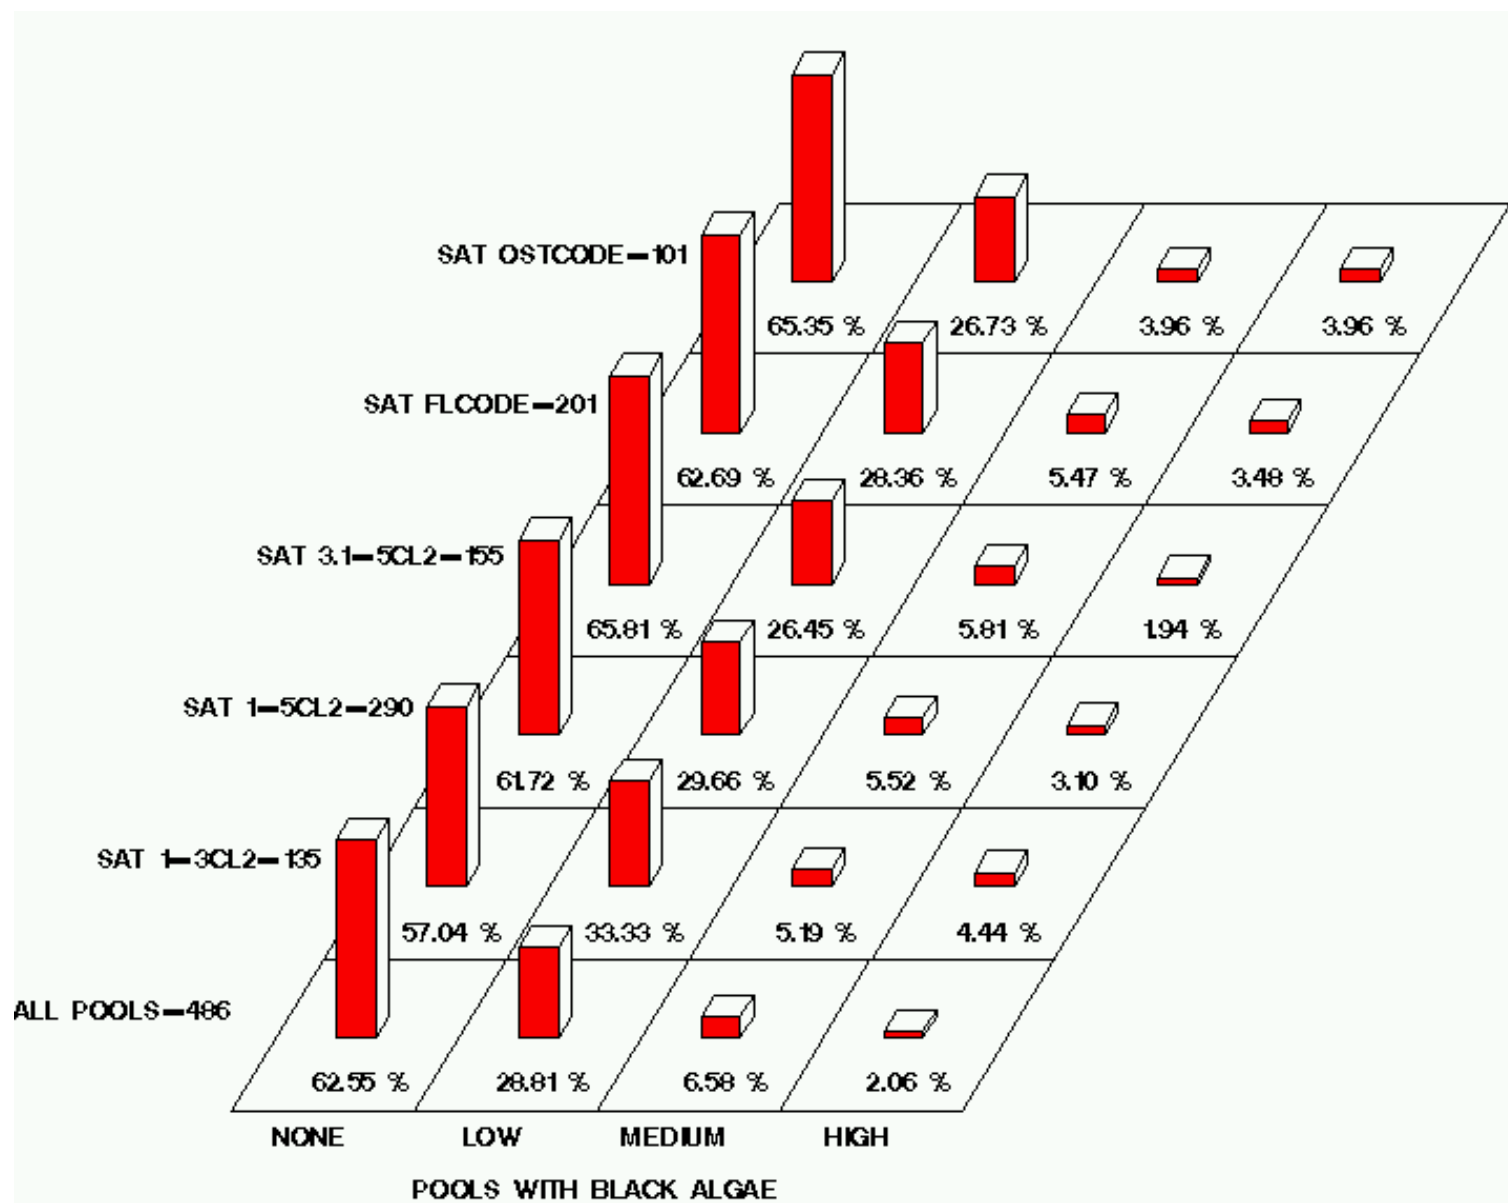 SAT OSTCODE-101
65.35 % 26.73 % 3.96 % 3.96 %
SAT FLCODE-201
62.69 % 28.36 % 5.47 % 3.48 %
SAT 3.1-5CL2-155
65.81 % 26.45 % 5.81 % 1.94 %
SAT 1-5CL2-290
61.72 % 29.66 % 5.52 % 3.10 %
SAT 1-3CL2-135
57.04 % 33.33 % 5.19 % 4.44 %
ALL POOLS-486
62.55 % 28.81 % 6.58 % 2.06 %
NONE LOW MEDIUM HIGH
POOLS WITH BLACK ALGAE